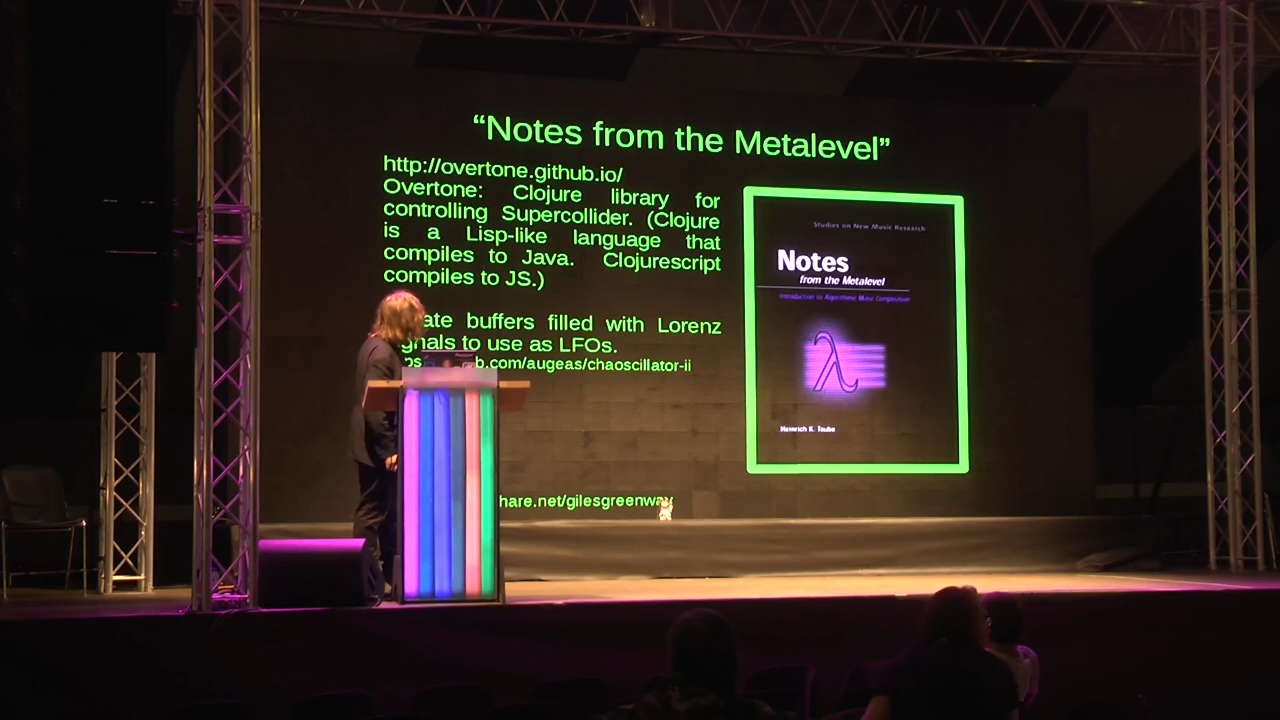 “Notes from the Metalevel”
http://overtone.github.io/
Overtone: Clojure library for
controlling Supercollider. (Clojure
is a Lisp-like language that
compiles to Java. Clojurescript
compiles to JS.)
buffers filled with Lorenz
to use as LFOs.
b.com/augeas/chaoscillator-ii
hare.net/gilesgreenway
Studies on New Music Research
Notes
from the Metalevel
Introduction to Algorithmic Music Composition
λ
Heinrich K. Taube